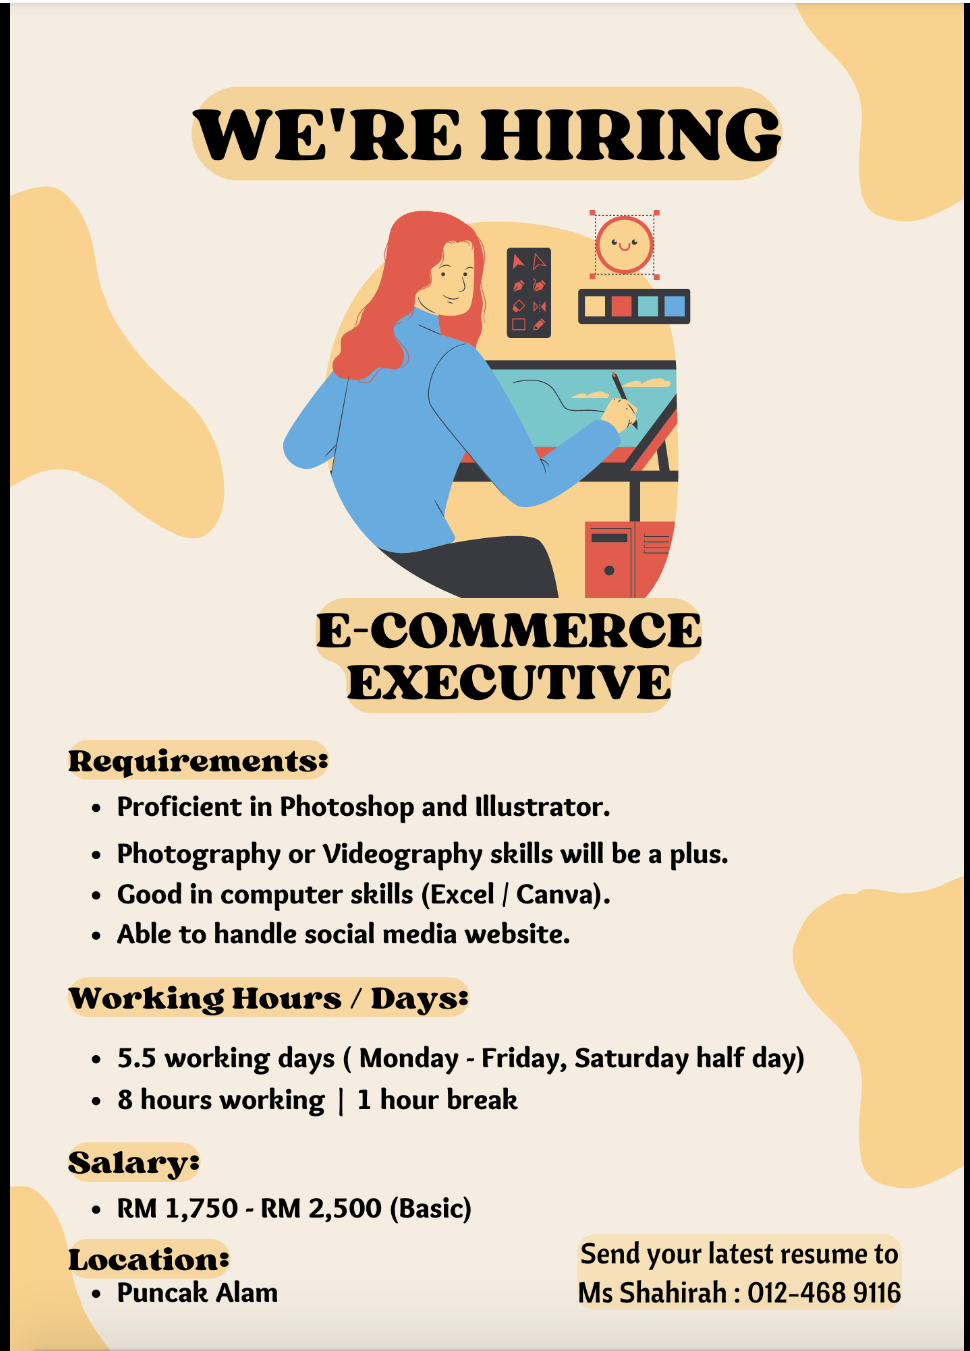 WE'RE HIRING
E-COMMERCE
EXECUTIVE
Requirements:
• Proficient in Photoshop and Illustrator.
• Photography or Videography skills will be a plus.
• Good in computer skills (Excel / Canva).
• Able to handle social media website.
Working Hours / Days:
• 5.5 working days ( Monday - Friday, Saturday half day)
• 8 hours working | 1 hour break
Salary:
• RM 1,750 - RM 2,500 (Basic)
Location:
• Puncak Alam
Send your latest resume to
Ms Shahirah : 012-468 9116